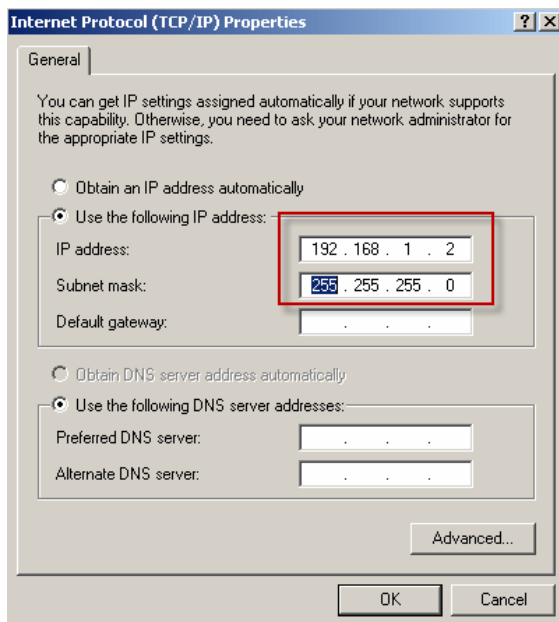 Internet Protocol (TCP/IP) Properties
General
You can get IP settings assigned automatically if your network supports
this capability. Otherwise, you need to ask your network administrator for
the appropriate IP settings.
Obtain an IP address automatically
Use the following IP address:
IP address: 192 . 168 . 1 . 2
Subnet mask: 255 . 255 . 255 . 0
Default gateway: . . .
Obtain DNS server address automatically
Use the following DNS server addresses:
Preferred DNS server: . . .
Alternate DNS server: . . .
Advanced...
OK Cancel